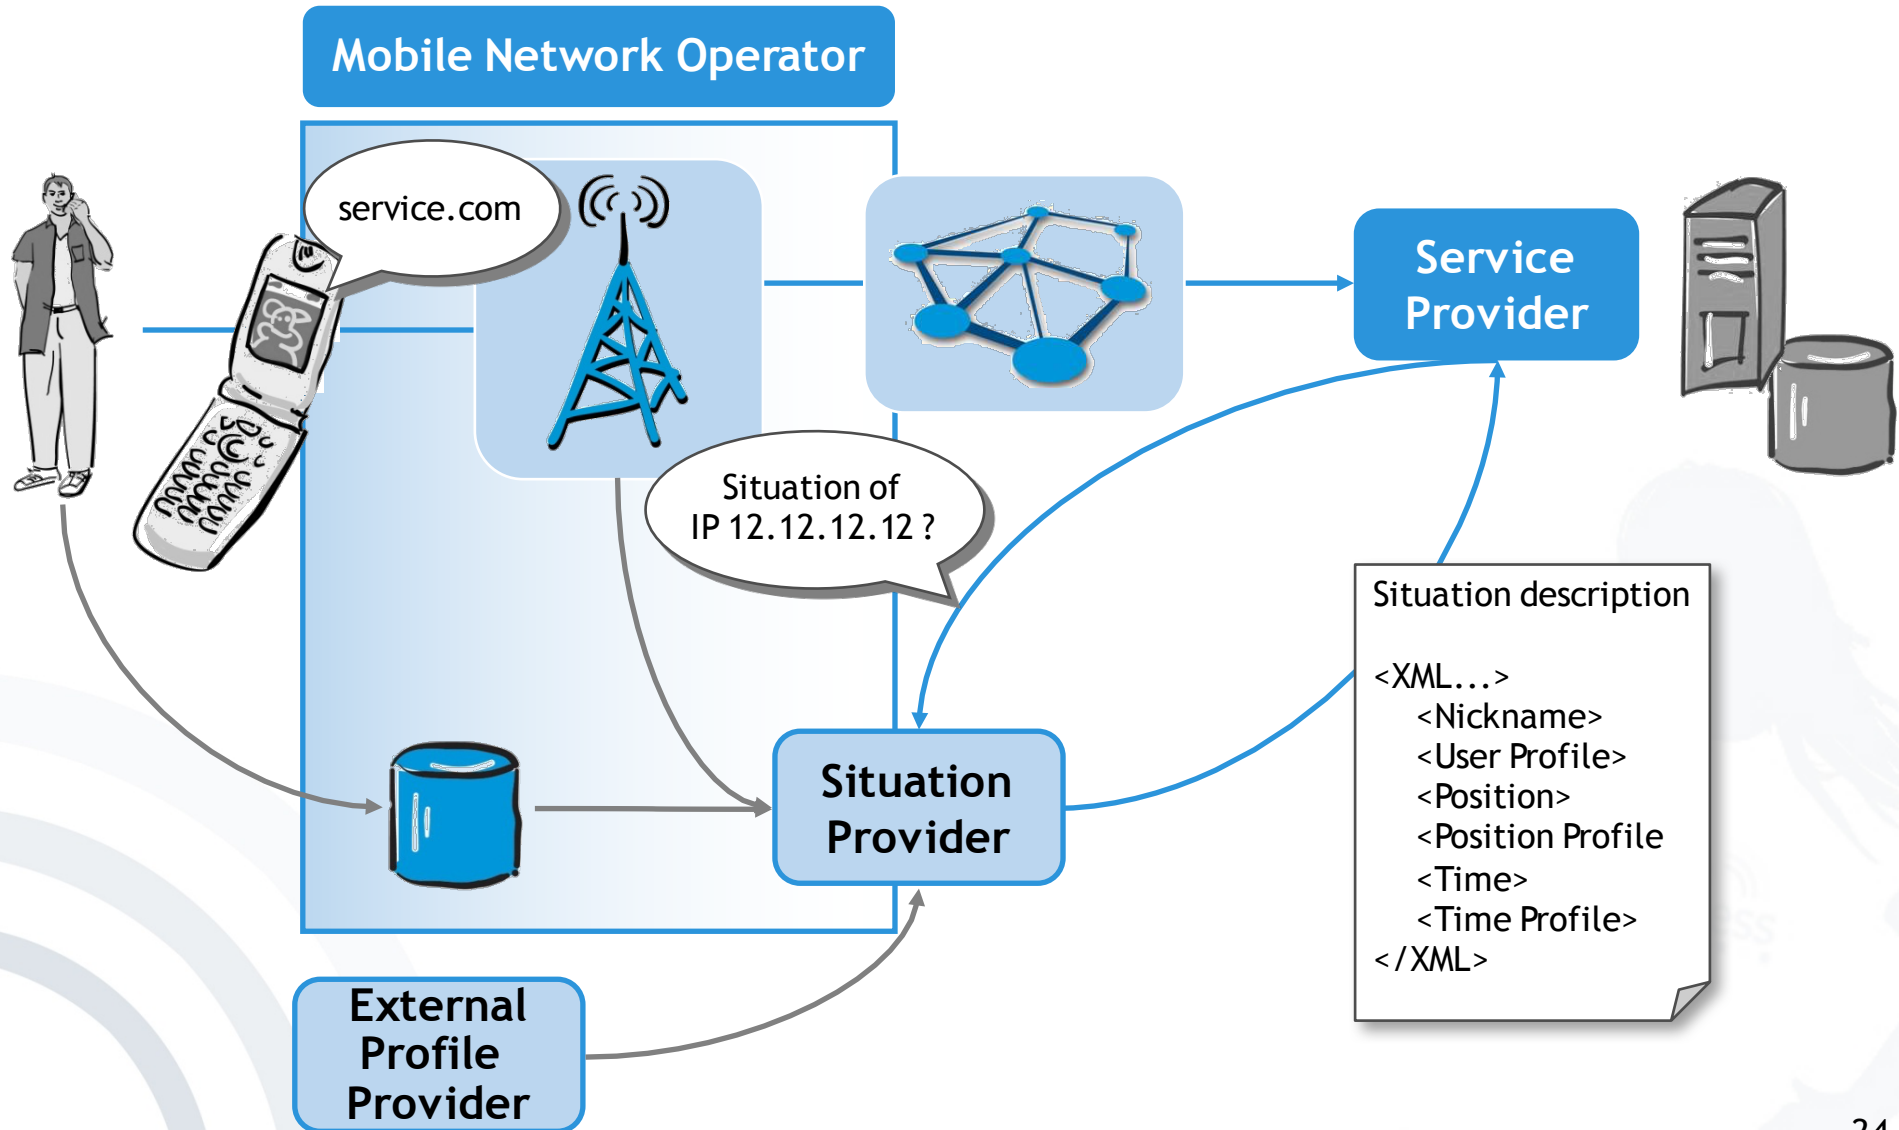 Mobile Network Operator
service.com
Service
Provider
Situation of
IP 12.12.12.12 ?
Situation description
<XML...>
<Nickname>
<User Profile>
<Position>
<Position Profile
<Time>
<Time Profile>
</XML>
Situation
Provider
External
Profile
Provider